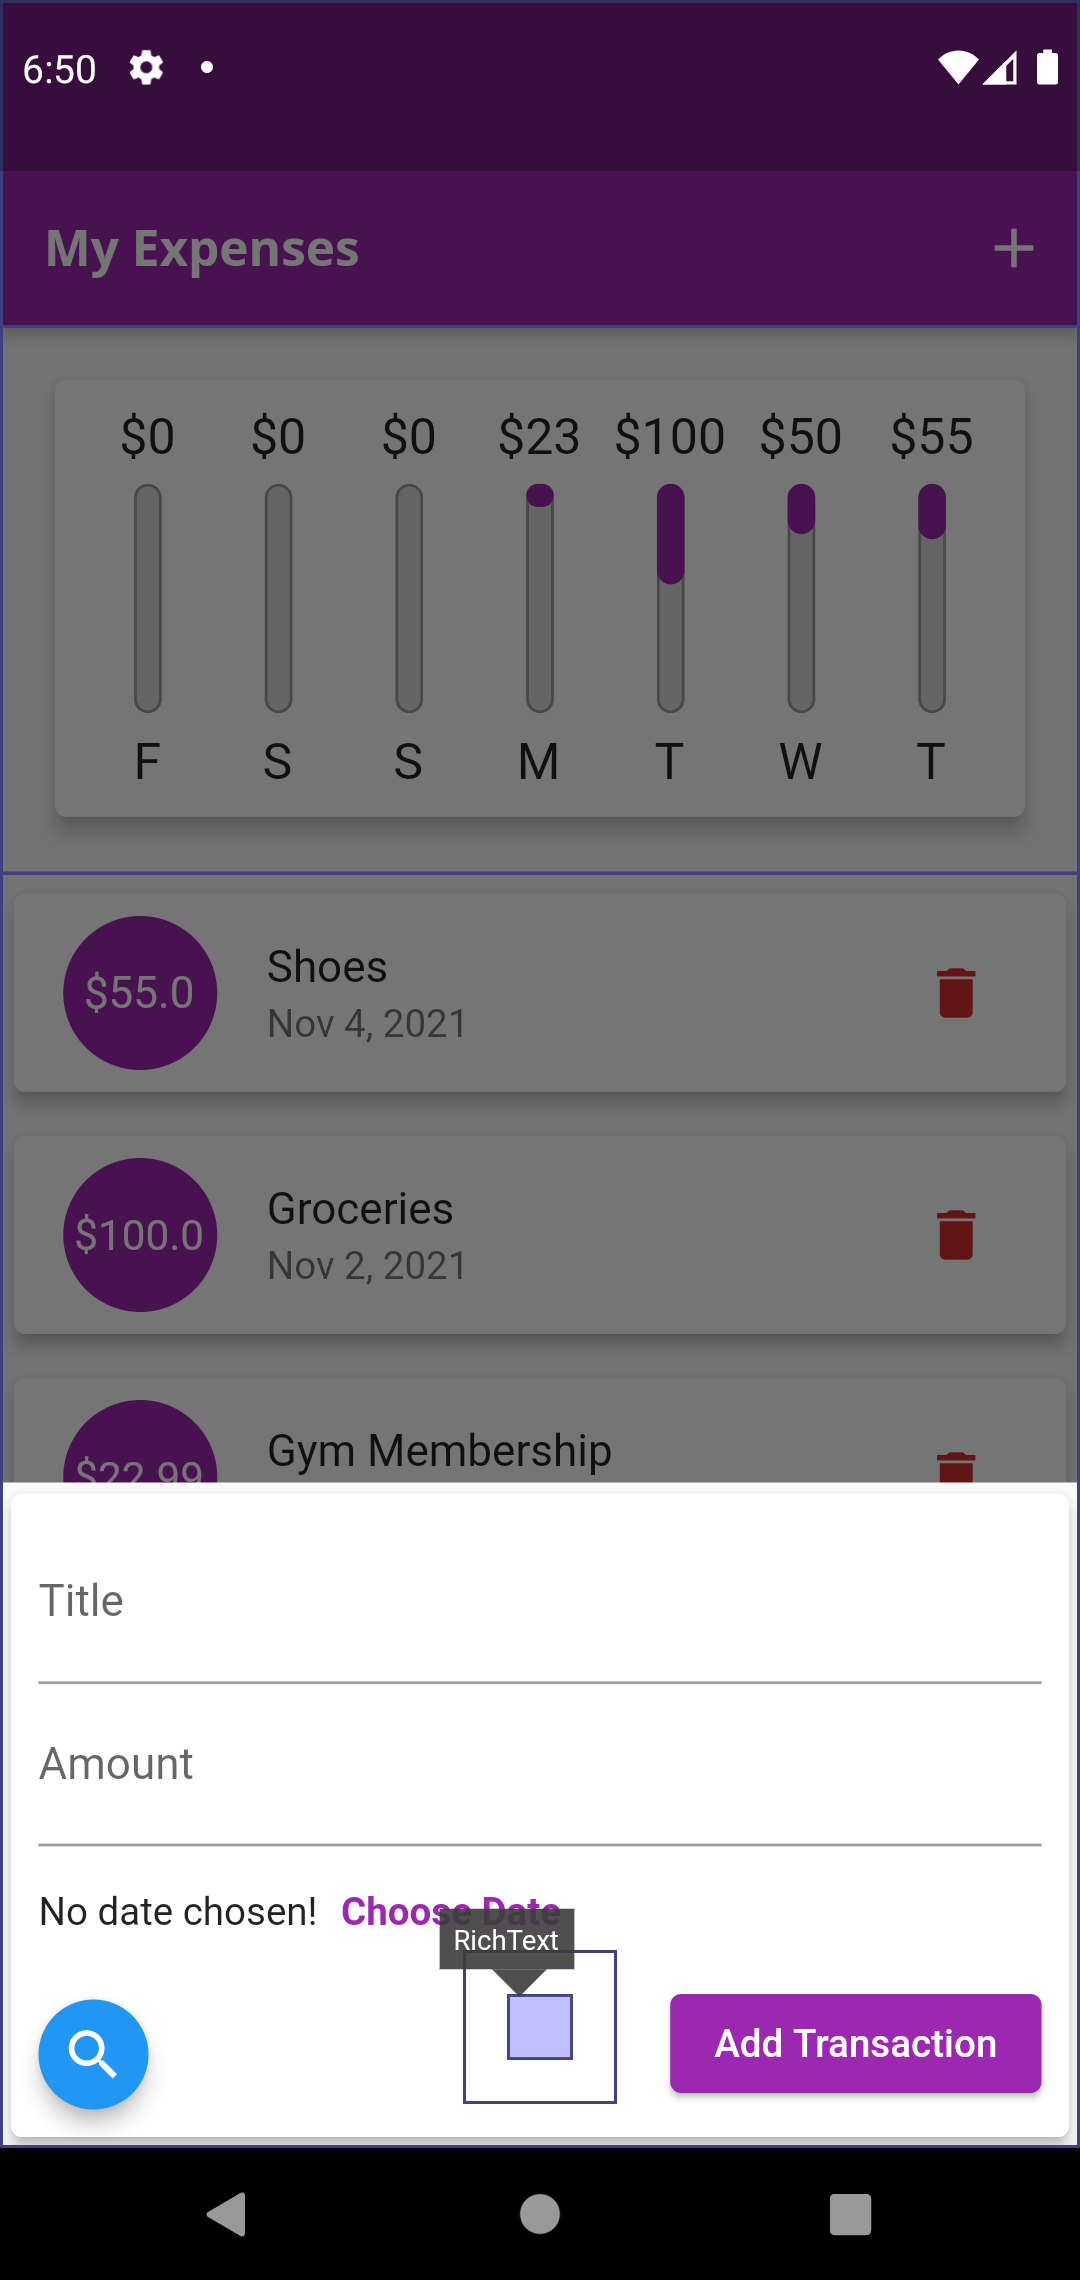 6:50
My Expenses
$0 $0 $0 $23 $100 $50 $55
F S S M T W T
$55.0
Shoes
Nov 4, 2021
$100.0
Groceries
Nov 2, 2021
$22.99
Gym Membership
Title
Amount
No date chosen! Choose Date
RichText
Add Transaction